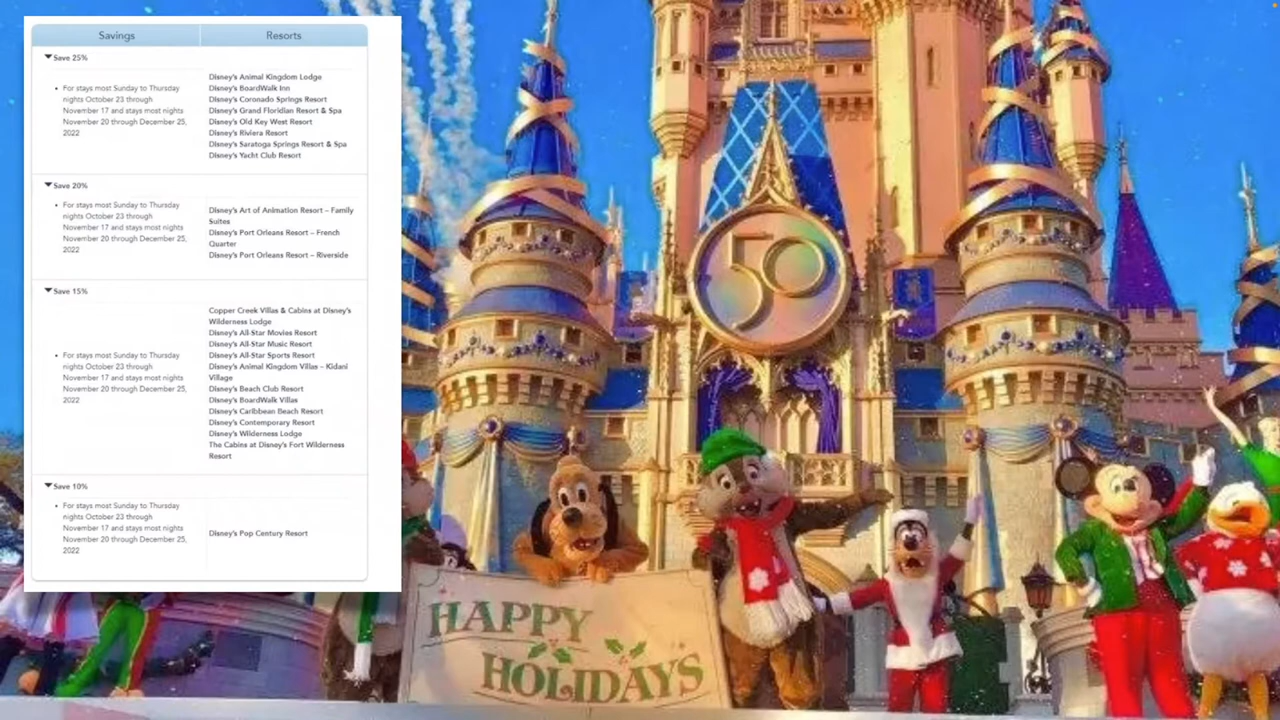 Savings Resorts
Save 25%
• For stays most Sunday to Thursday
nights October 23 through
November 17 and stays most nights
November 20 through December 25,
2022
Disney's Animal Kingdom Lodge
Disney's BoardWalk Inn
Disney's Coronado Springs Resort
Disney's Grand Floridian Resort & Spa
Disney's Old Key West Resort
Disney's Riviera Resort
Disney's Saratoga Springs Resort & Spa
Disney's Yacht Club Resort
Save 20%
• For stays most Sunday to Thursday
nights October 23 through
November 17 and stays most nights
November 20 through December 25,
2022
Disney's Art of Animation Resort – Family
Suites
Disney's Port Orleans Resort – French
Quarter
Disney's Port Orleans Resort – Riverside
Save 15%
• For stays most Sunday to Thursday
nights October 23 through
November 17 and stays most nights
November 20 through December 25,
2022
Copper Creek Villas & Cabins at Disney's
Wilderness Lodge
Disney's All-Star Movies Resort
Disney's All-Star Music Resort
Disney's All-Star Sports Resort
Disney's Animal Kingdom Villas – Kidani
Village
Disney's Beach Club Resort
Disney's BoardWalk Villas
Disney's Caribbean Beach Resort
Disney's Contemporary Resort
Disney's Wilderness Lodge
The Cabins at Disney's Fort Wilderness
Resort
Save 10%
• For stays most Sunday to Thursday
nights October 23 through
November 17 and stays most nights
November 20 through December 25,
2022
Disney's Pop Century Resort
50
HAPPY
HOLIDAYS